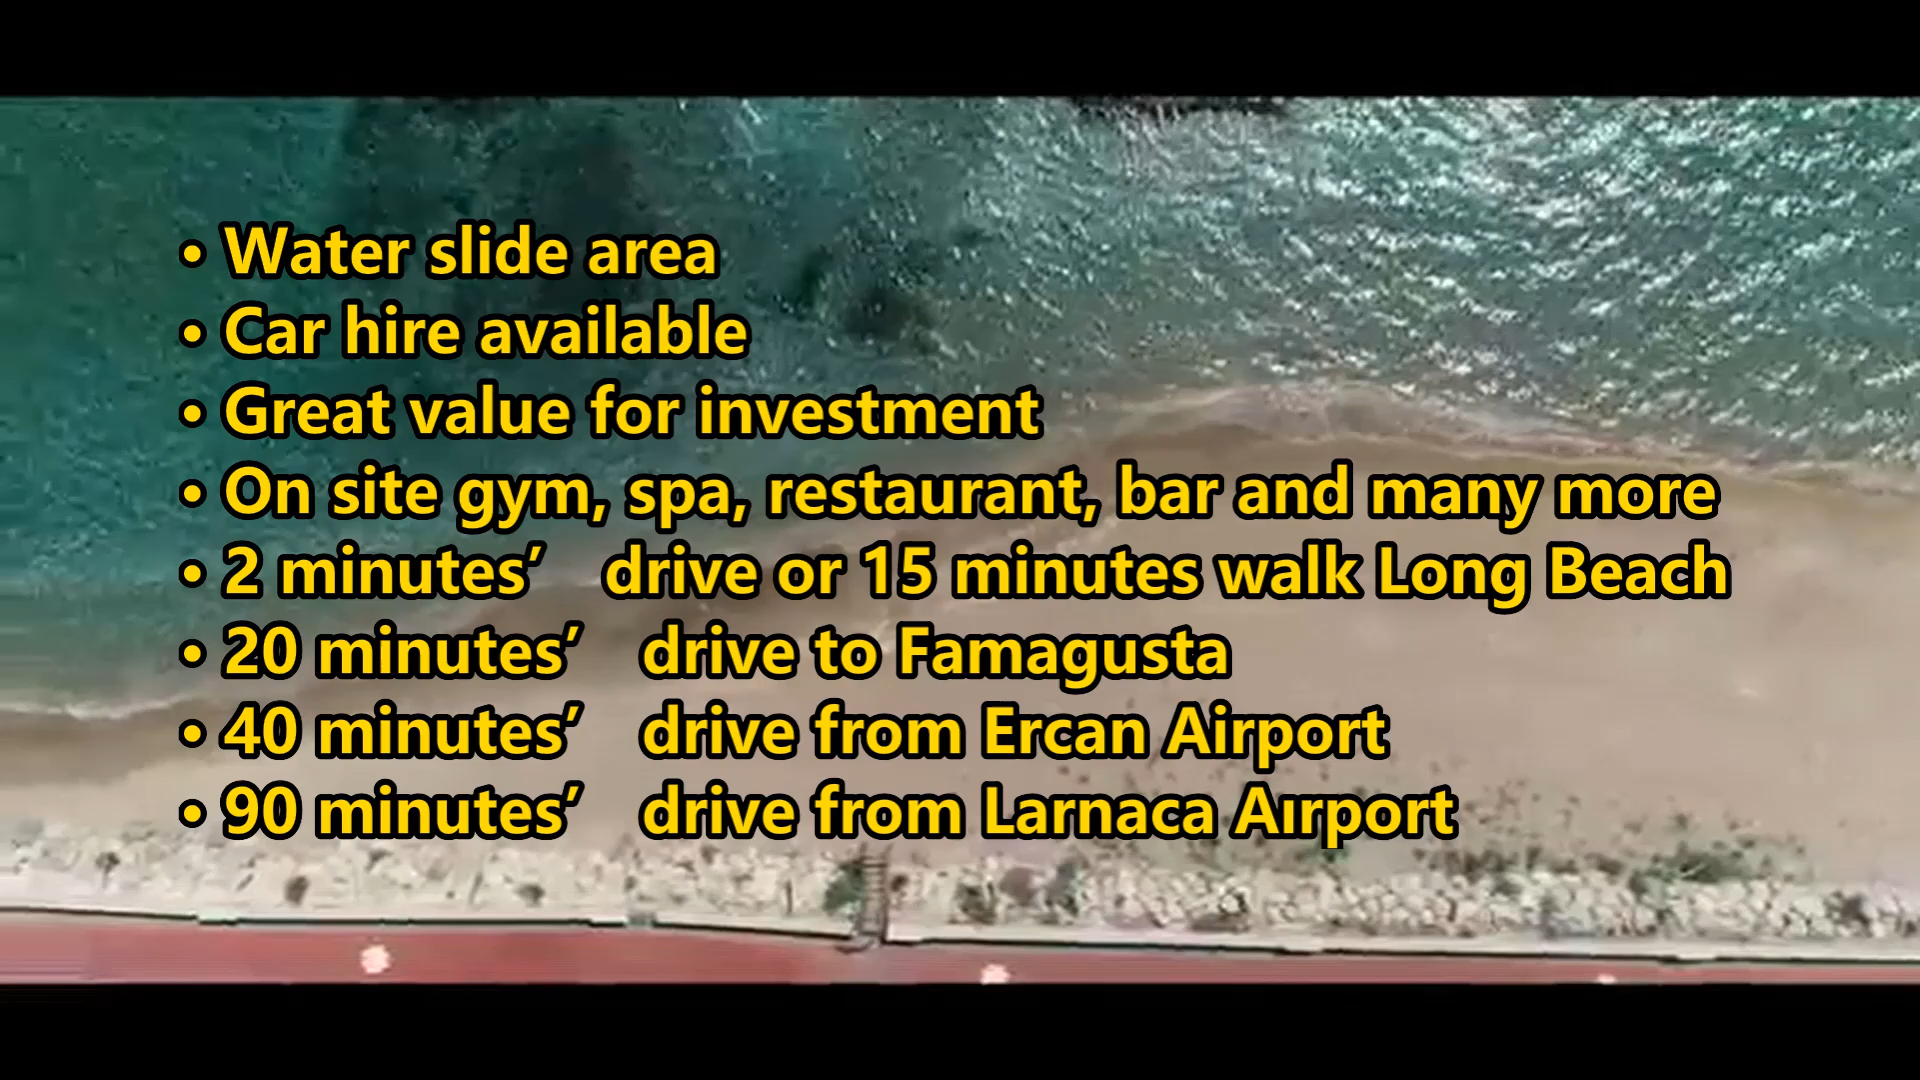 • Water slide area
• Car hire available
• Great value for investment
• On site gym, spa, restaurant, bar and many more
• 2 minutes’ drive or 15 minutes walk Long Beach
• 20 minutes’ drive to Famagusta
• 40 minutes’ drive from Ercan Airport
• 90 minutes’ drive from Larnaca Aırport